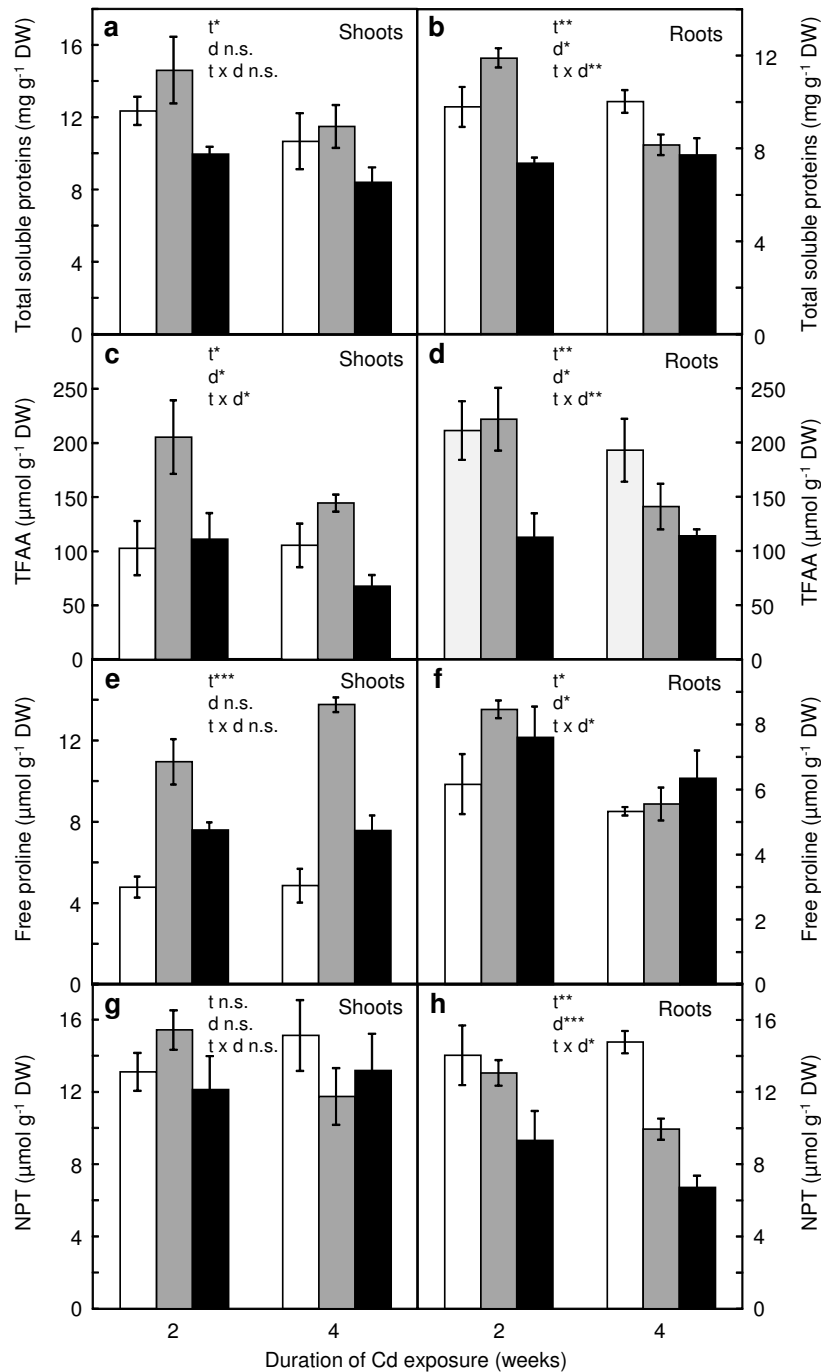 a
t*
d n.s.
t x d n.s.
Shoots
b
t**
d*
t x d**
Roots
Total soluble proteins (mg g⁻¹ DW)
16
12
8
4
0
12
8
4
0
Total soluble proteins (mg g⁻¹ DW)
c
t*
d*
t x d*
Shoots
d
t**
d*
t x d**
Roots
TFAA (µmol g⁻¹ DW)
250
200
150
100
50
0
250
200
150
100
50
0
TFAA (µmol g⁻¹ DW)
e
t***
d n.s.
t x d n.s.
Shoots
f
t*
d*
t x d*
Roots
Free proline (µmol g⁻¹ DW)
12
8
4
0
8
6
4
2
0
Free proline (µmol g⁻¹ DW)
g
t n.s.
d n.s.
t x d n.s.
Shoots
h
t**
d***
t x d*
Roots
NPT (µmol g⁻¹ DW)
16
12
8
4
0
16
12
8
4
0
NPT (µmol g⁻¹ DW)
2 4 2 4
Duration of Cd exposure (weeks)